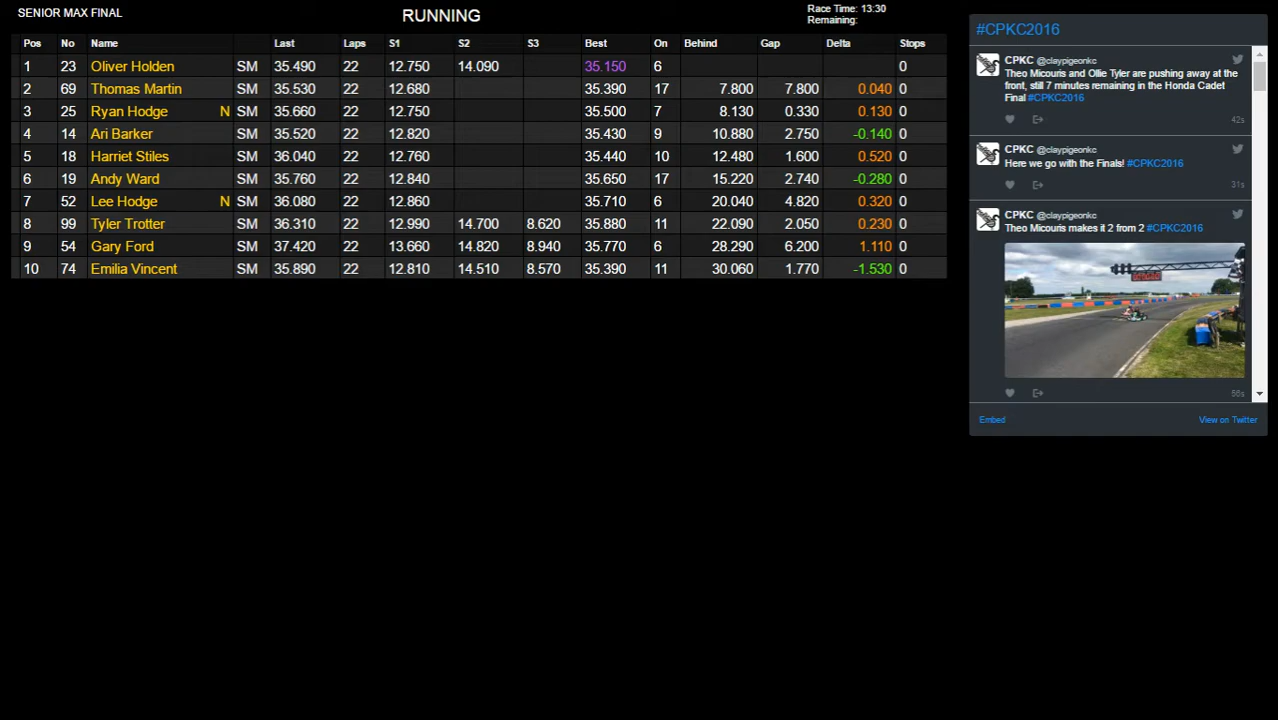 SENIOR MAX FINAL
RUNNING
Race Time: 13:30
Remaining:
Pos No Name Last Laps S1 S2 S3 Best On Behind Gap Delta Stops
1 23 Oliver Holden SM 35.490 22 12.750 14.090 35.150 6 0
2 69 Thomas Martin SM 35.530 22 12.680 35.390 17 7.800 7.800 0.040 0
3 25 Ryan Hodge N SM 35.660 22 12.750 35.500 7 8.130 0.330 0.130 0
4 14 Ari Barker SM 35.520 22 12.820 35.430 9 10.880 2.750 -0.140 0
5 18 Harriet Stiles SM 36.040 22 12.760 35.440 10 12.480 1.600 0.520 0
6 19 Andy Ward SM 35.760 22 12.840 35.650 17 15.220 2.740 -0.280 0
7 52 Lee Hodge N SM 36.080 22 12.860 35.710 6 20.040 4.820 0.320 0
8 99 Tyler Trotter SM 36.310 22 12.990 14.700 8.620 35.880 11 22.090 2.050 0.230 0
9 54 Gary Ford SM 37.420 22 13.660 14.820 8.940 35.770 6 28.290 6.200 1.110 0
10 74 Emilia Vincent SM 35.890 22 12.810 14.510 8.570 35.390 11 30.060 1.770 -1.530 0
#CPKC2016
CPKC @claypigeonkc
Theo Micouris and Ollie Tyler are pushing away at the
front, still 7 minutes remaining in the Honda Cadet
Final #CPKC2016
42s
CPKC @claypigeonkc
Here we go with the Finals! #CPKC2016
31s
CPKC @claypigeonkc
Theo Micouris makes it 2 from 2 #CPKC2016
56s
Embed View on Twitter